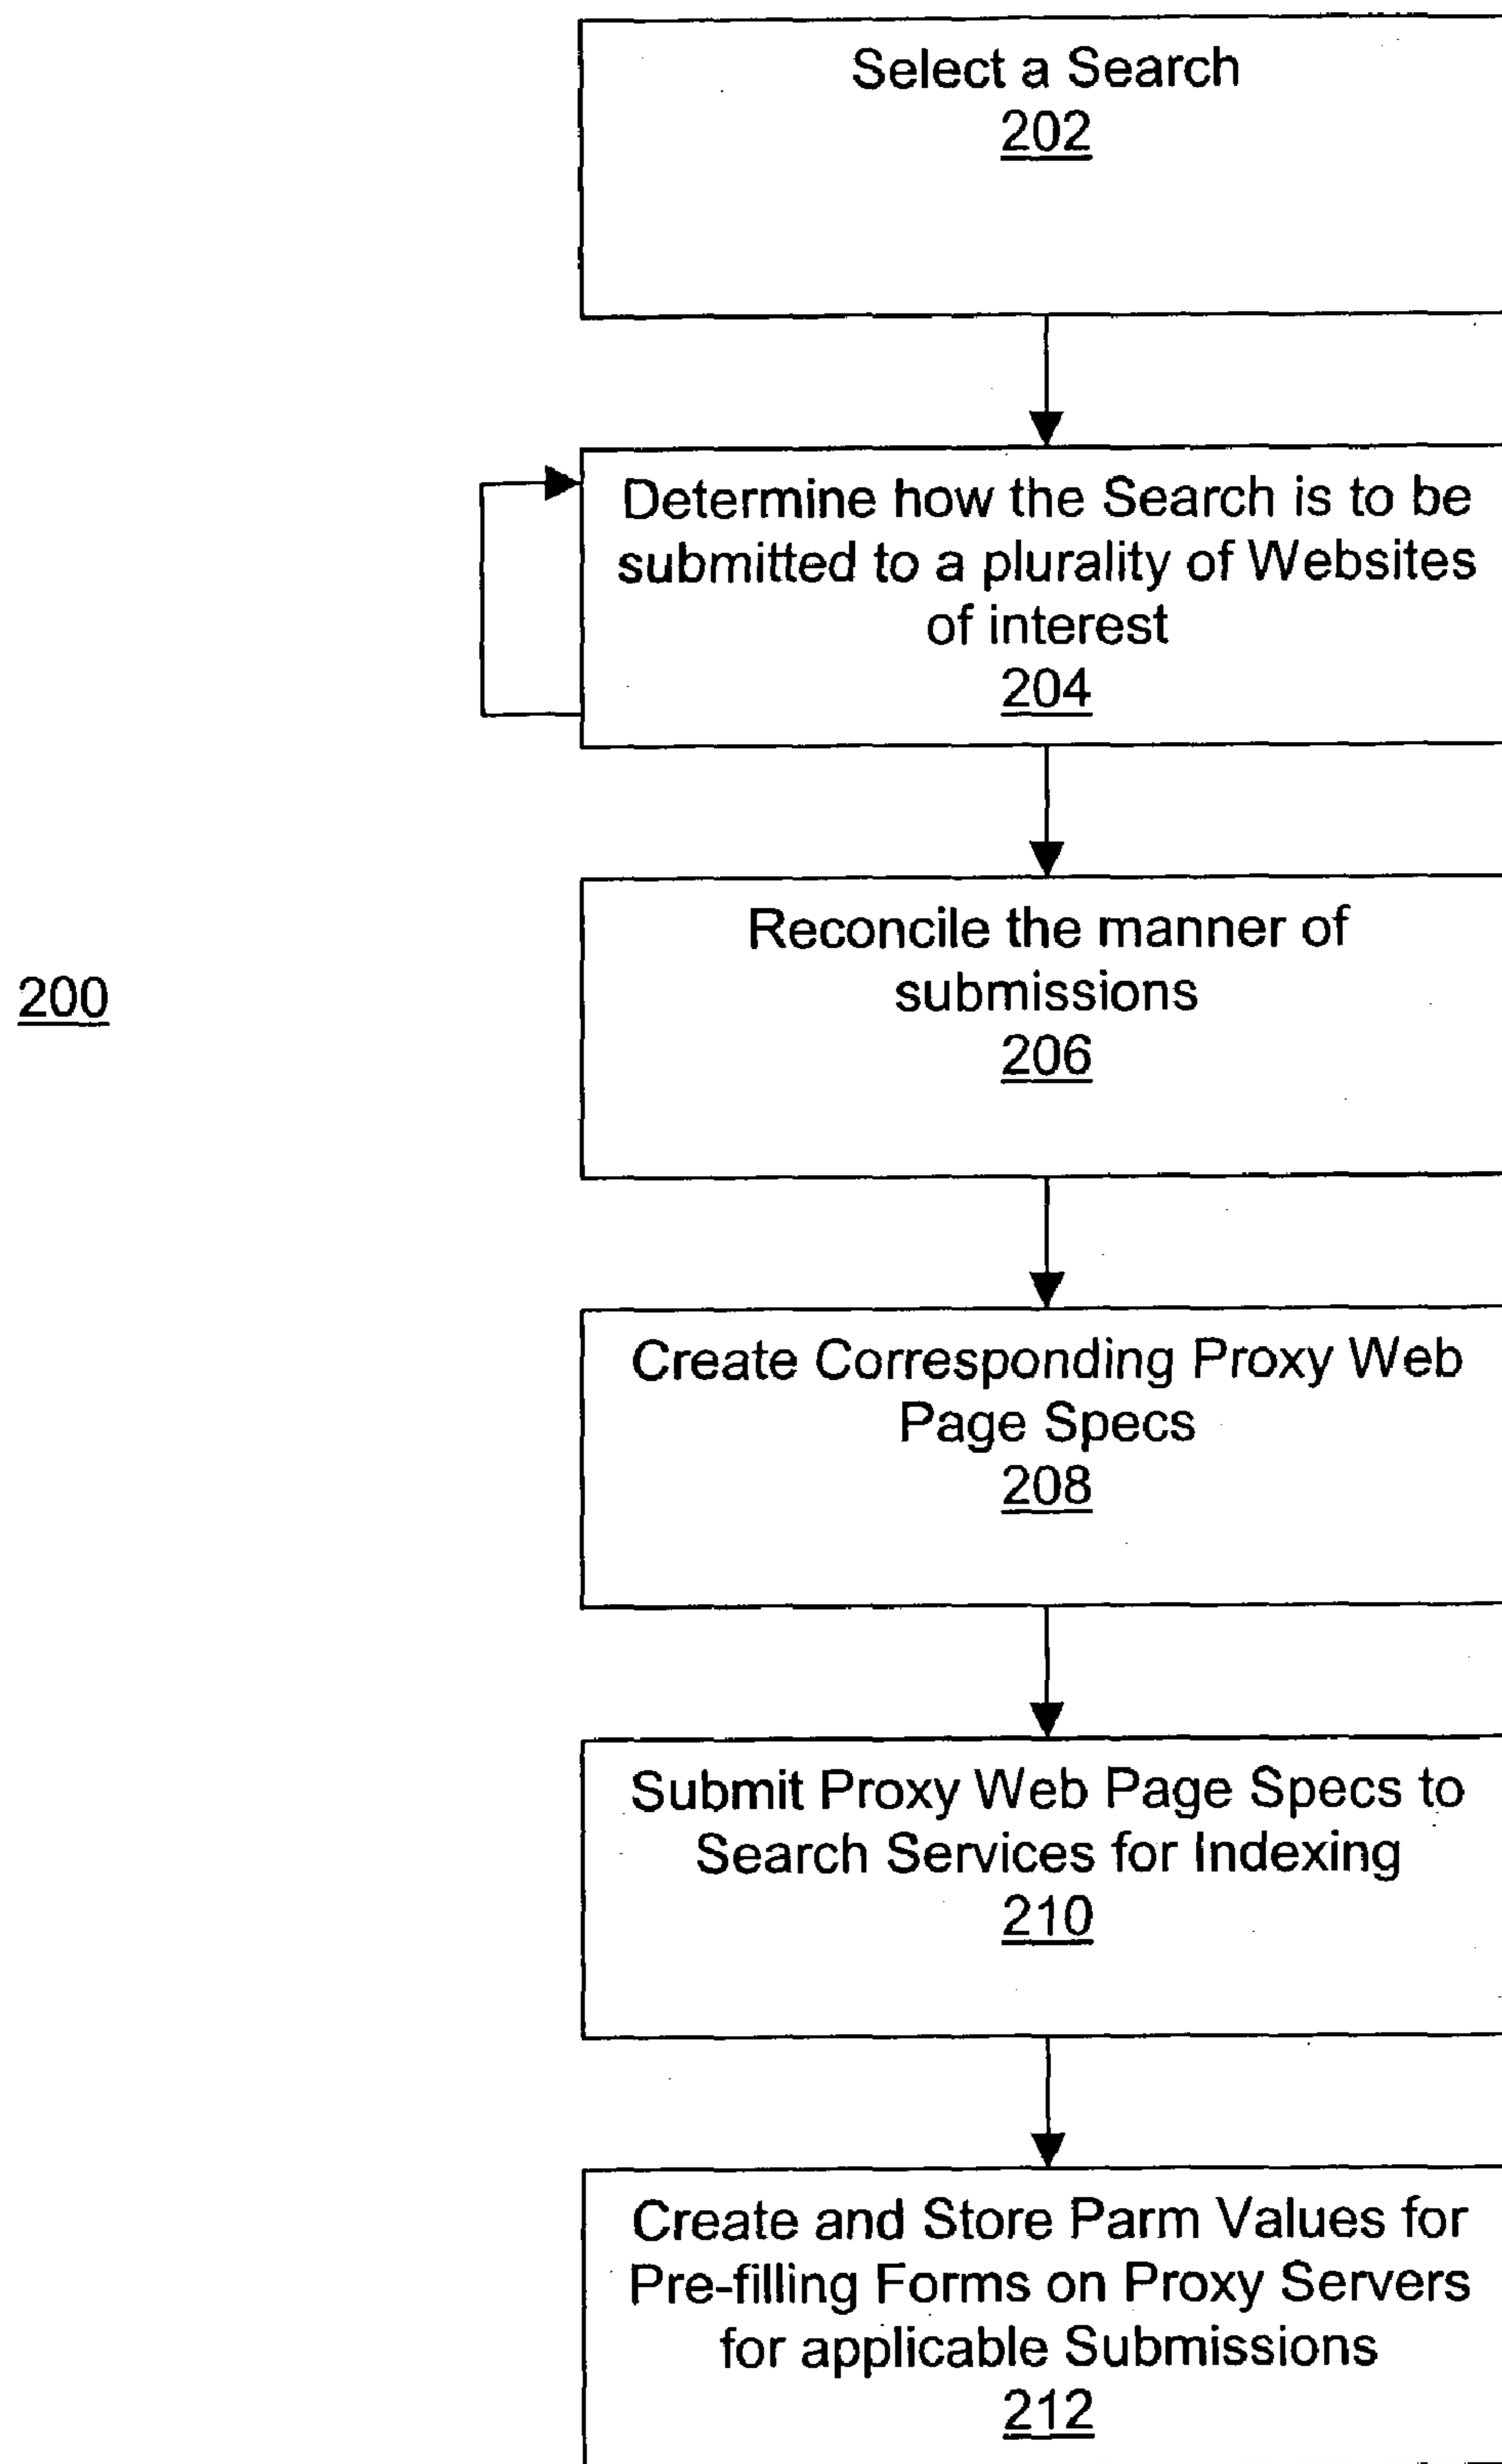 Select a Search
202
Determine how the Search is to be
submitted to a plurality of Websites
of interest
204
Reconcile the manner of
submissions
206
200
Create Corresponding Proxy Web
Page Specs
208
Submit Proxy Web Page Specs to
Search Services for Indexing
210
Create and Store Parm Values for
Pre-filling Forms on Proxy Servers
for applicable Submissions
212